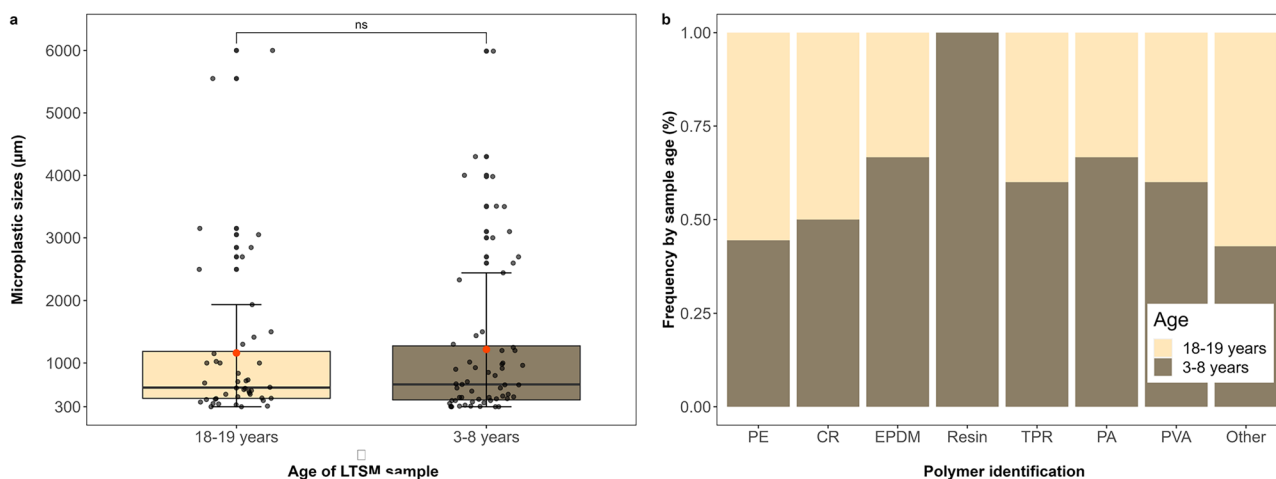 a
ns
6000
5000
4000
3000
2000
1000
300
Microplastic sizes (µm)
18-19 years
3-8 years
Age of LTSM sample
b
1.00
0.75
0.50
0.25
0.00
Frequency by sample age (%)
Age
18-19 years
3-8 years
PE CR EPDM Resin TPR PA PVA Other
Polymer identification